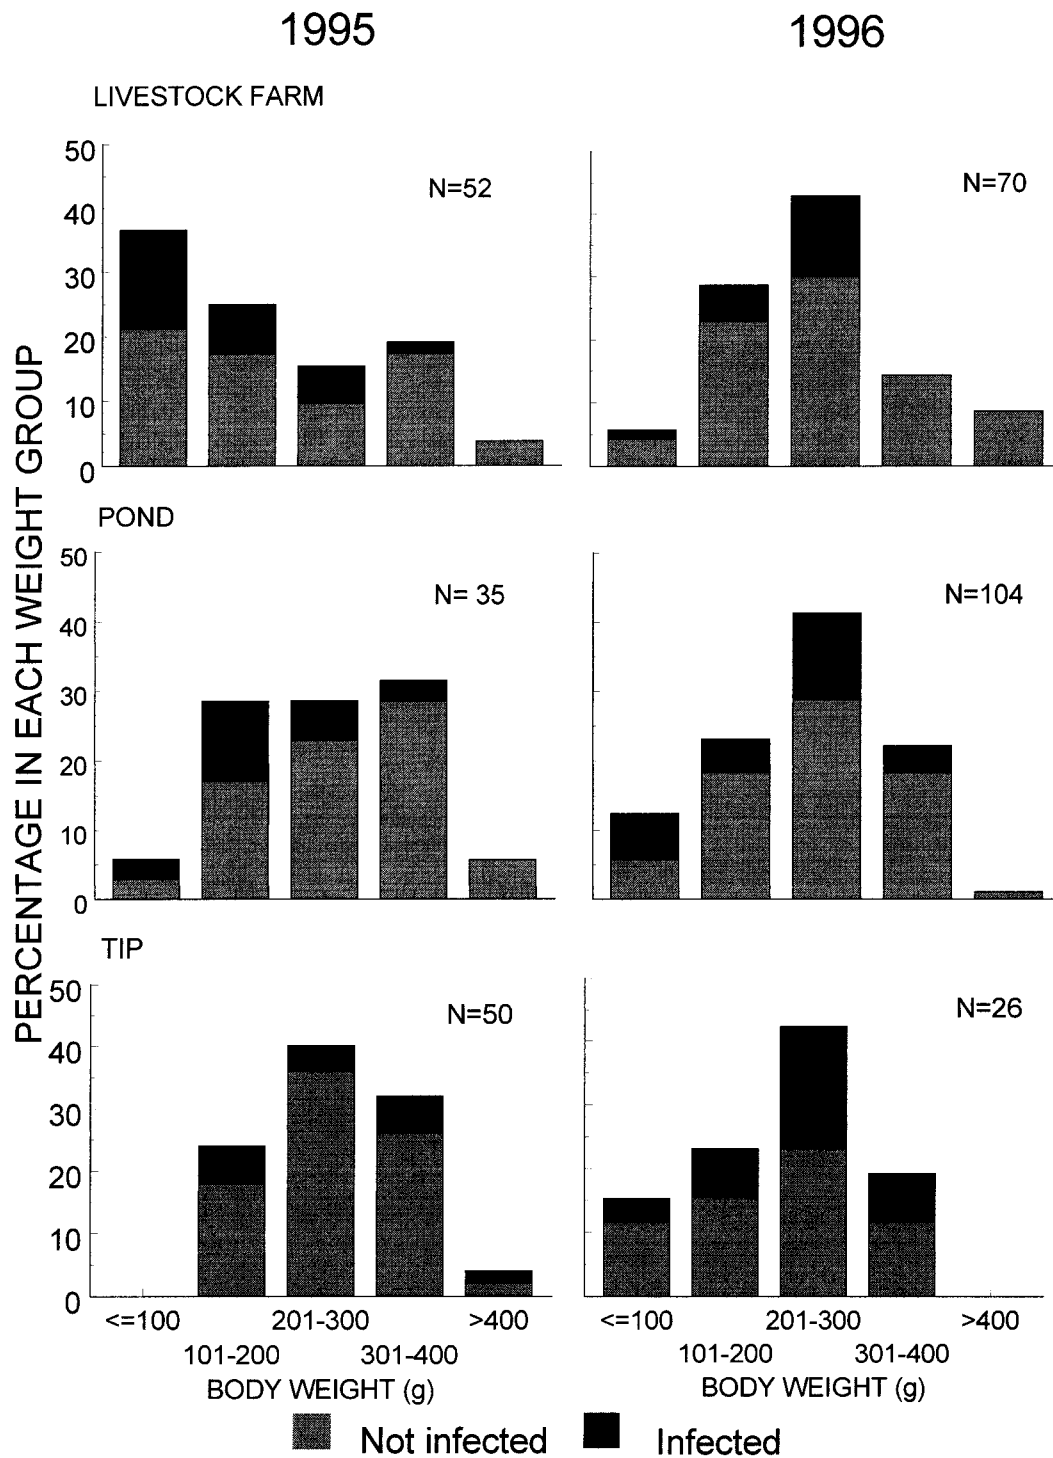 1995
1996
LIVESTOCK FARM
PERCENTAGE IN EACH WEIGHT GROUP
50
40
30
20
10
0
N=52
N=70
POND
50
40
30
20
10
0
N= 35
N=104
TIP
50
40
30
20
10
0
N=50
N=26
<=100
201-300
>400
<=100
201-300
>400
101-200
301-400
101-200
301-400
BODY WEIGHT (g)
BODY WEIGHT (g)
Not infected
Infected